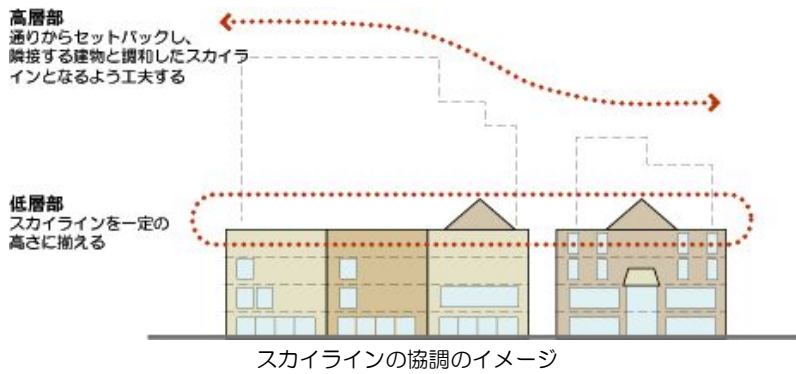 高層部
通りからセットバックし、
隣接する建物と調和したスカイラ
インとなるよう工夫する
低層部
スカイラインを一定の
高さに揃える
スカイラインの協調のイメージ